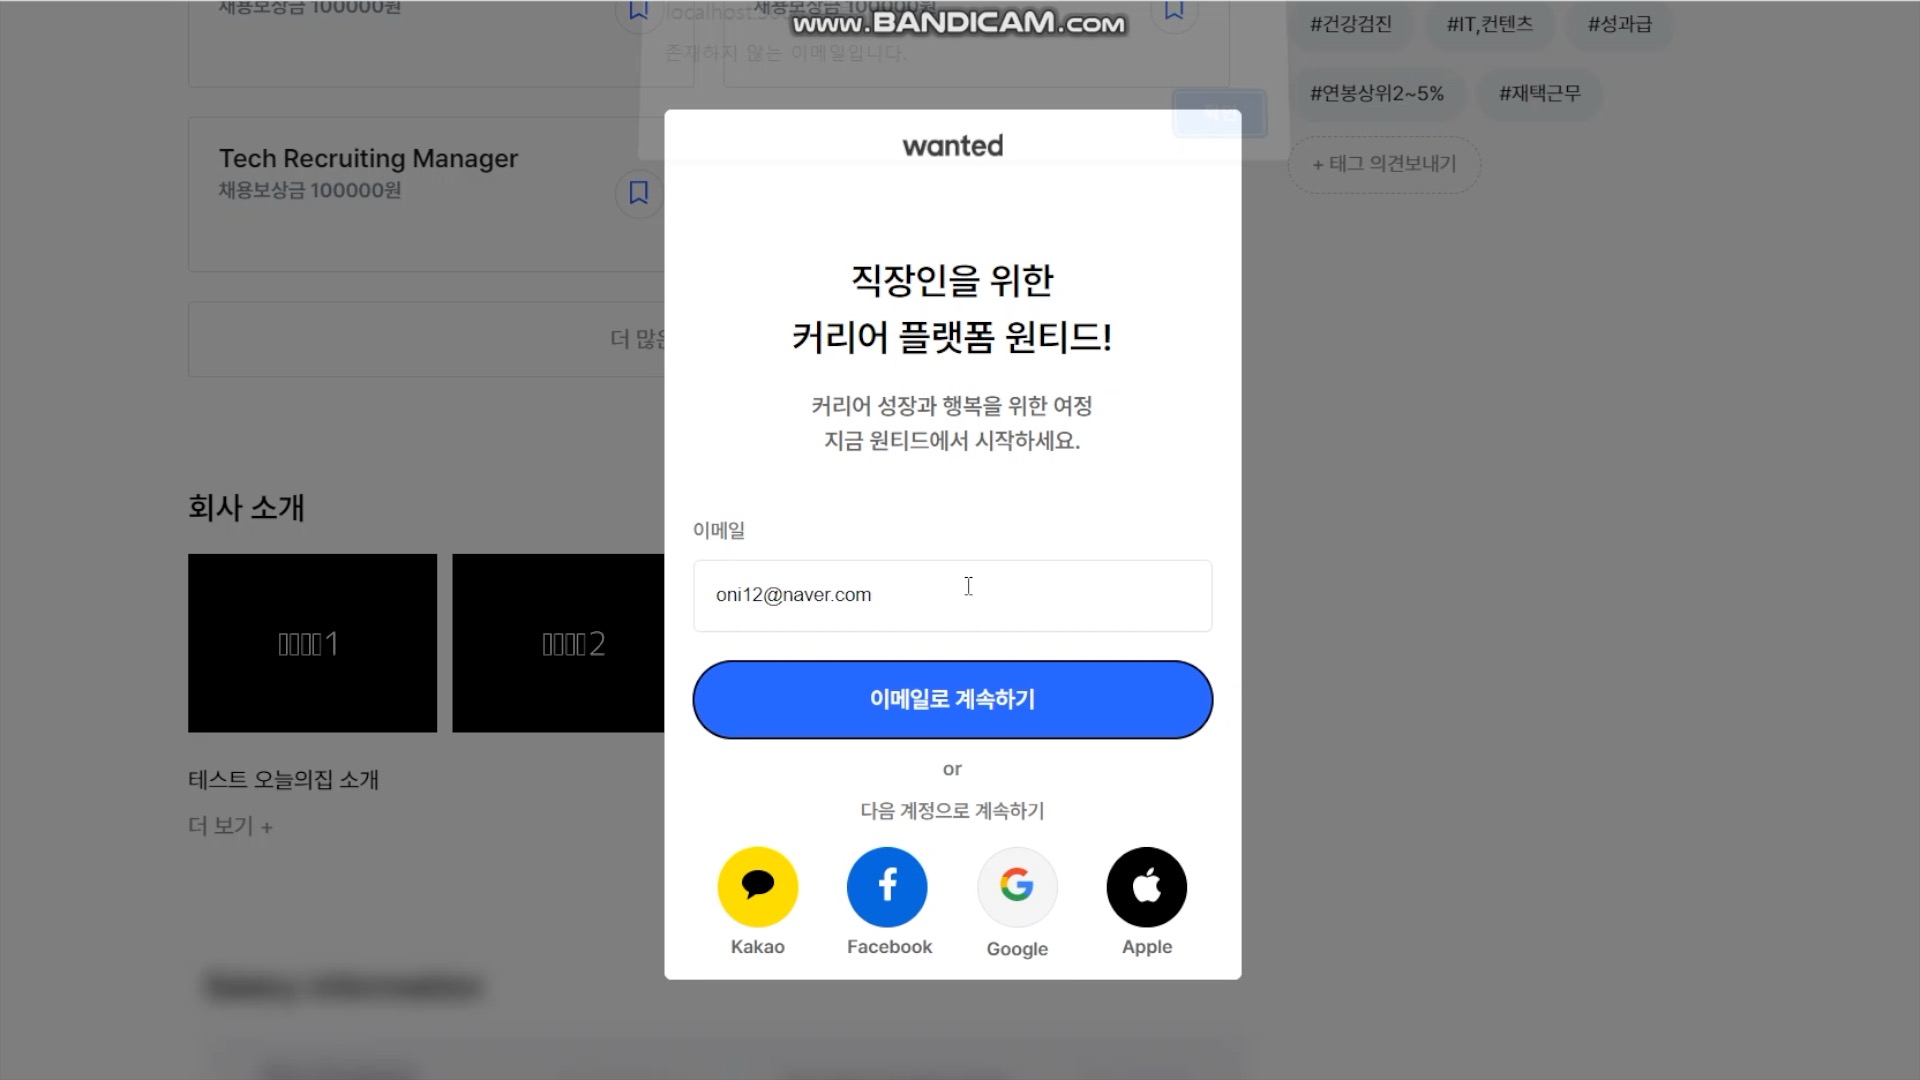 채용보상금 100000원
채용보상금 100000원
www.BANDICAM.com
존재하지 않는 이메일입니다.
확인
#건강검진
#IT,컨텐츠
#성과급
#연봉상위2~5%
#재택근무
+ 태그 의견보내기
Tech Recruiting Manager
채용보상금 100000원
더 많은
wanted
직장인을 위한
커리어 플랫폼 원티드!
커리어 성장과 행복을 위한 여정
지금 원티드에서 시작하세요.
이메일
oni12@naver.com
이메일로 계속하기
or
다음 계정으로 계속하기
Kakao
Facebook
Google
Apple
회사 소개
1
2
테스트 오늘의집 소개
더 보기 +
Salary information